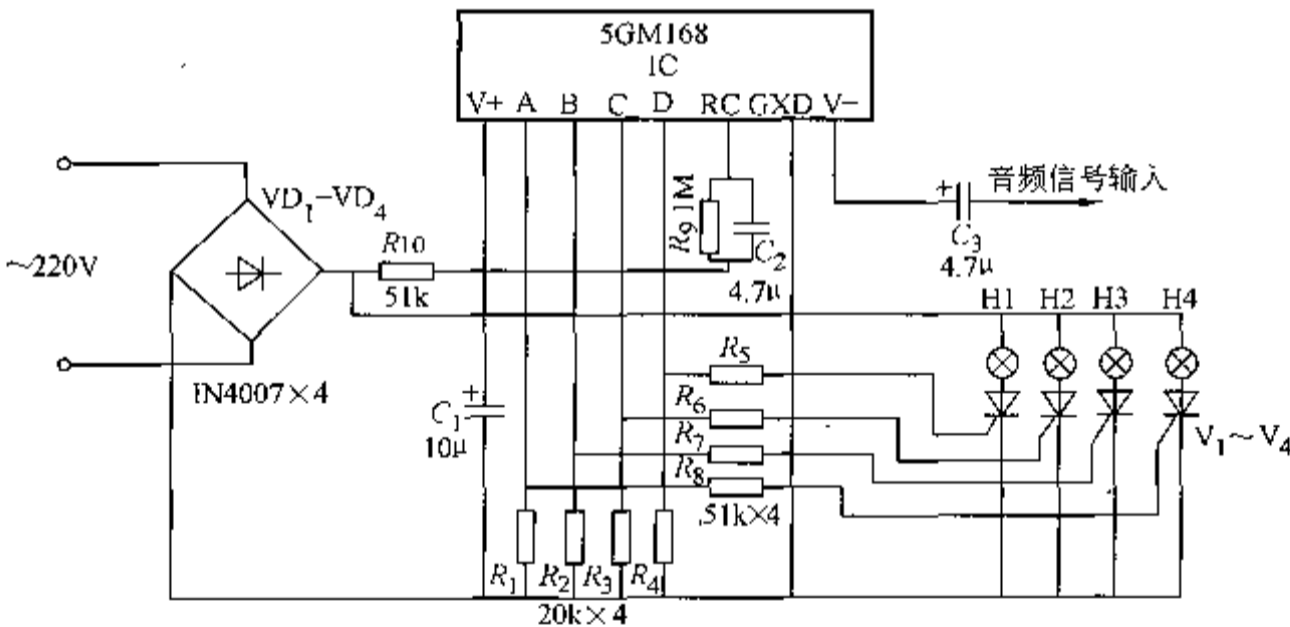 5GM168
IC
V+ A B C D RC GXD V-
VD1-VD4
R10
51k
~220V
IN4007×4
C1
10μ
R9 1M
C2
4.7μ
音频信号输入
C3
4.7μ
H1 H2 H3 H4
R5
R6
R7
R8
51k×4
V1~V4
R1 R2 R3 R4
20k×4